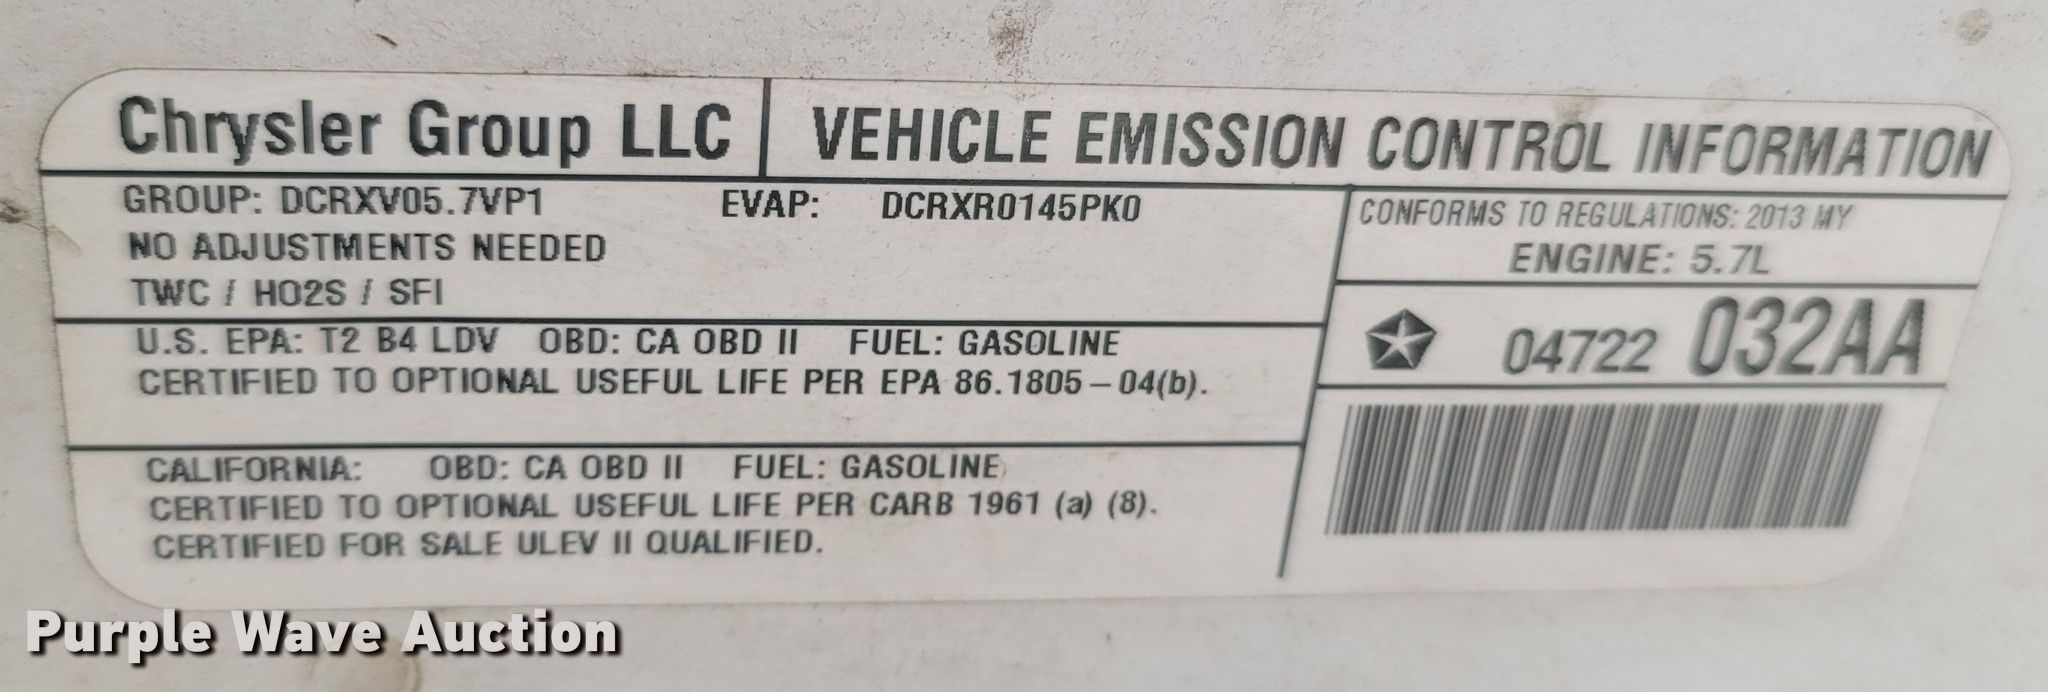 Chrysler Group LLC
VEHICLE EMISSION CONTROL INFORMATION
GROUP: DCRXV05.7VP1 EVAP: DCRXR0145PK0
NO ADJUSTMENTS NEEDED
TWC / HO2S / SFI
CONFORMS TO REGULATIONS: 2013 MY
ENGINE: 5.7L
04722 032AA
U.S. EPA: T2 B4 LDV OBD: CA OBD II FUEL: GASOLINE
CERTIFIED TO OPTIONAL USEFUL LIFE PER EPA 86.1805–04(b).
CALIFORNIA: OBD: CA OBD II FUEL: GASOLINE
CERTIFIED TO OPTIONAL USEFUL LIFE PER CARB 1961 (a) (8).
CERTIFIED FOR SALE ULEV II QUALIFIED.
Purple Wave Auction